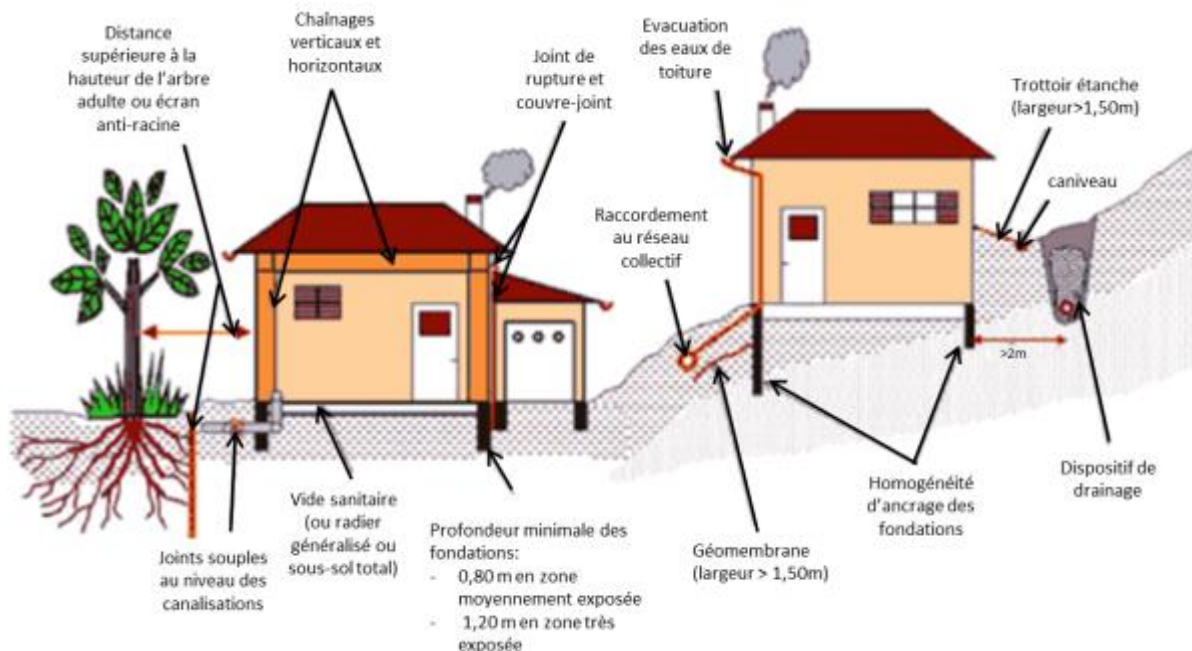 Distance
supérieure à la
hauteur de l'arbre
adulte ou écran
anti-racine
Chaînages
verticaux et
horizontaux
Joint de
rupture et
couvre-joint
Evacuation
des eaux de
toiture
Trottoir étanche
(largeur>1,50m)
caniveau
Raccordement
au réseau
collectif
>2m
Joints souples
au niveau des
canalisations
Vide sanitaire
(ou radier
généralisé ou
sous-sol total)
Profondeur minimale des
fondations:
- 0,80 m en zone
moyennement exposée
- 1,20 m en zone très
exposée
Géomembrane
(largeur > 1,50m)
Homogénéité
d'ancrage des
fondations
Dispositif de
drainage